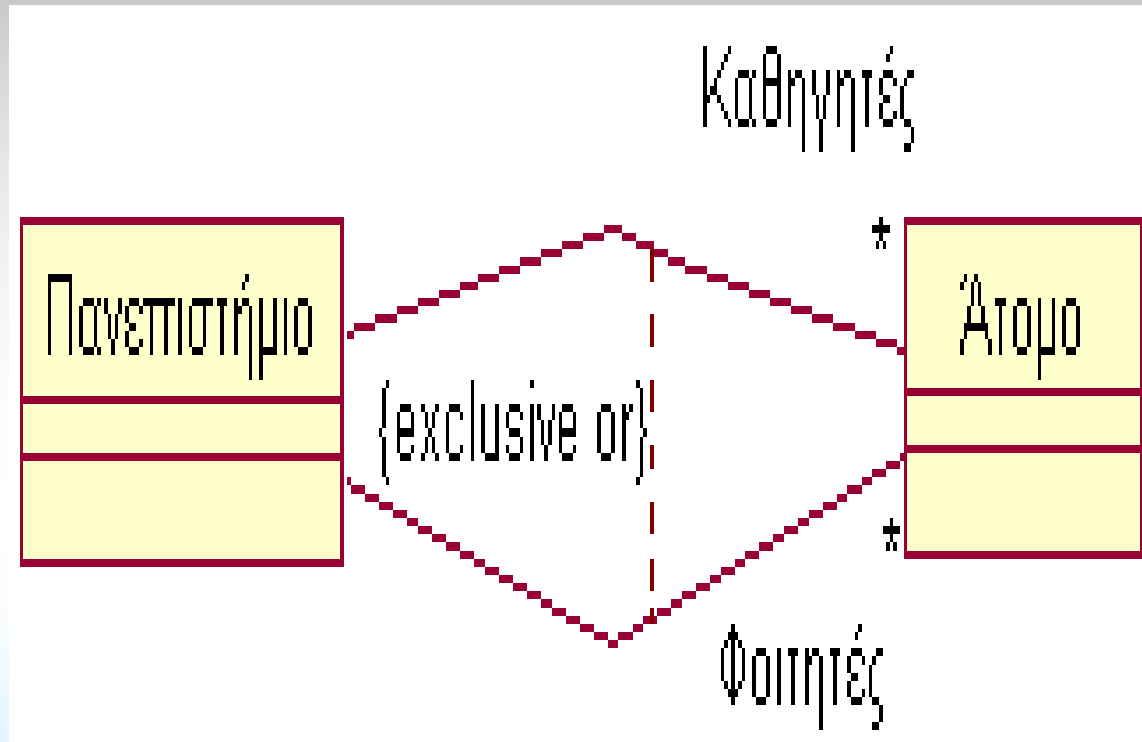 Καθηγητές
*
Πανεπιστήμιο
Άτομο
{exclusive or}
*
Φοιτητές